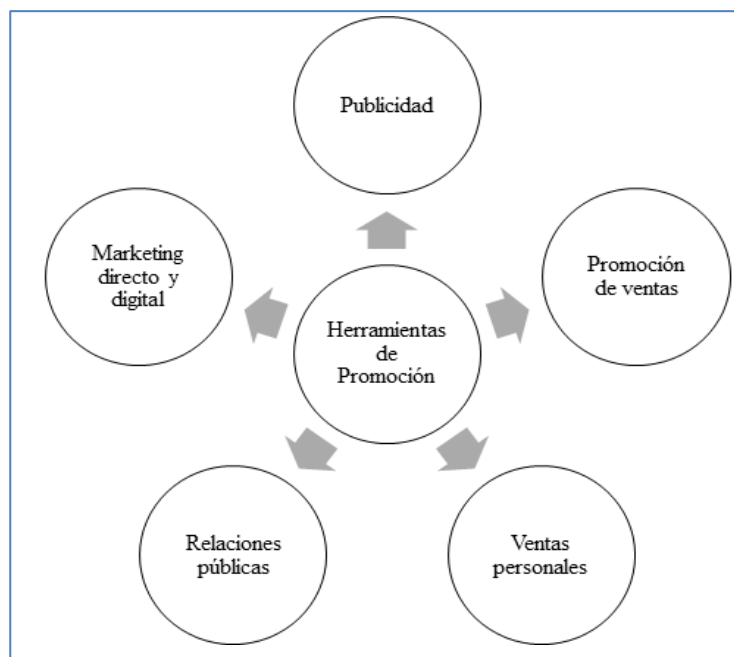 Publicidad
Marketing
directo y
digital
Promoción
de ventas
Herramientas
de
Promoción
Relaciones
públicas
Ventas
personales